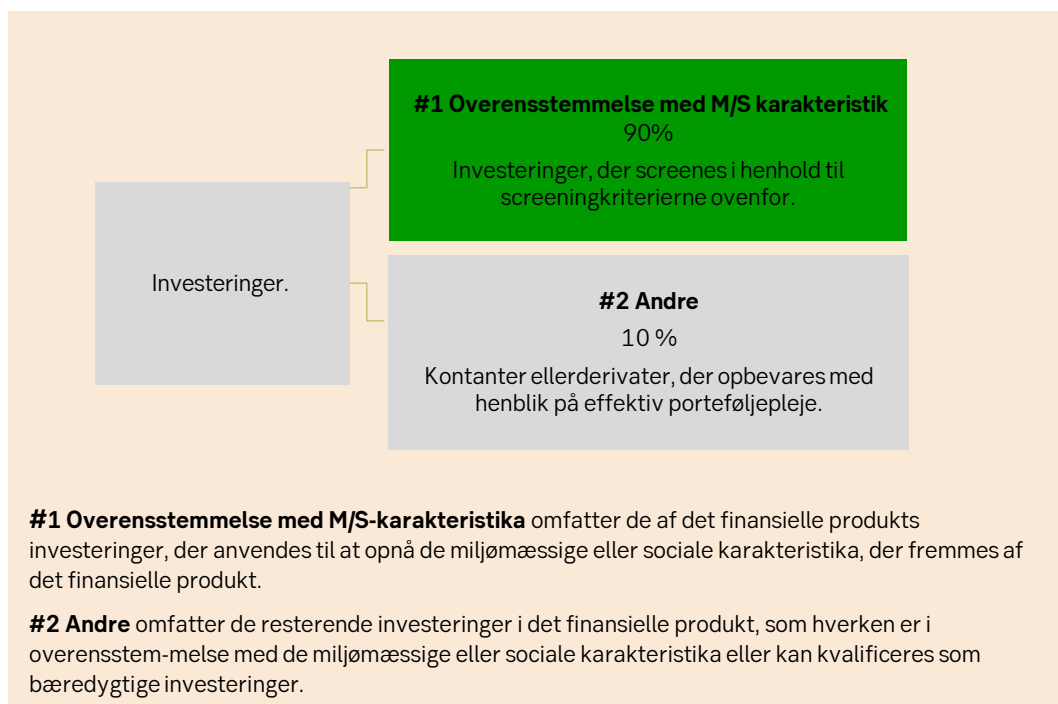 #1 Overensstemmelse med M/S karakteristik
90%
Investeringer, der screenes i henhold til
screeningkriterierne ovenfor.
Investeringer.
#2 Andre
10 %
Kontanter ellerderivater, der opbevares med
henblik på effektiv porteføljepleje.
#1 Overensstemmelse med M/S-karakteristika omfatter de af det finansielle produkts
investeringer, der anvendes til at opnå de miljømæssige eller sociale karakteristika, der fremmes af
det finansielle produkt.
#2 Andre omfatter de resterende investeringer i det finansielle produkt, som hverken er i
overensstem-melse med de miljømæssige eller sociale karakteristika eller kan kvalificeres som
bæredygtige investeringer.